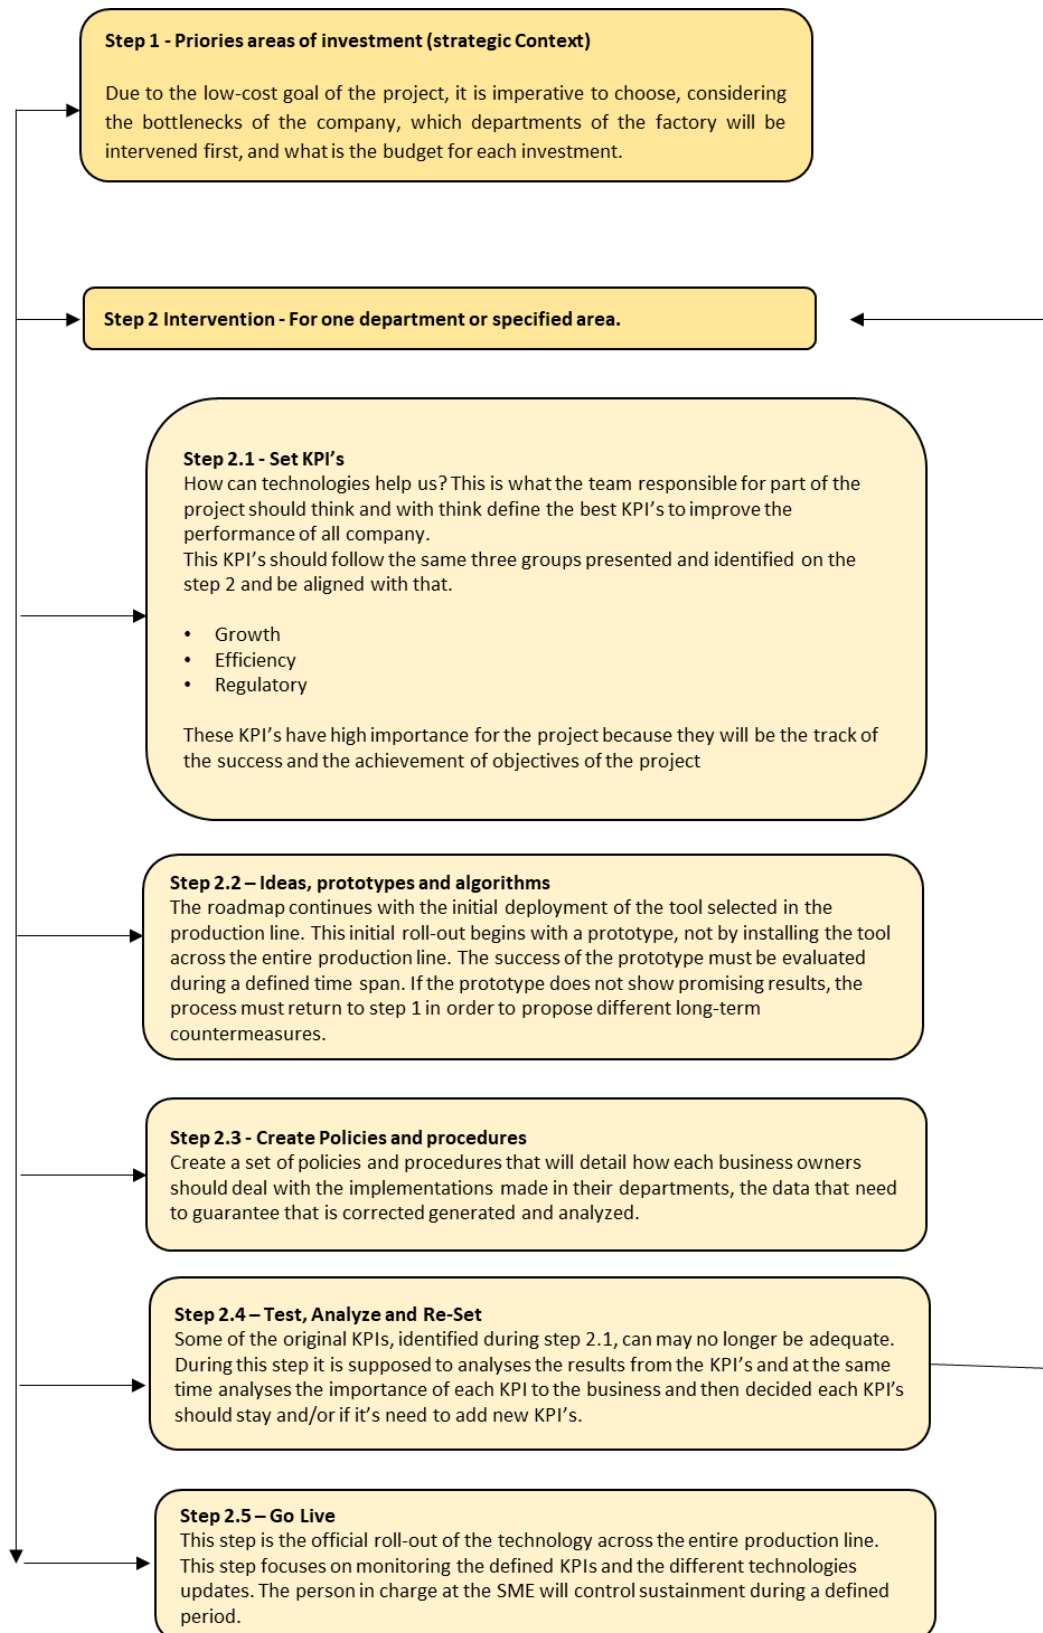 Step 1 - Priories areas of investment (strategic Context)
Due to the low-cost goal of the project, it is imperative to choose, considering
the bottlenecks of the company, which departments of the factory will be
intervened first, and what is the budget for each investment.
Step 2 Intervention - For one department or specified area.
Step 2.1 - Set KPI’s
How can technologies help us? This is what the team responsible for part of the
project should think and with think define the best KPI’s to improve the
performance of all company.
This KPI’s should follow the same three groups presented and identified on the
step 2 and be aligned with that.
• Growth
• Efficiency
• Regulatory
These KPI’s have high importance for the project because they will be the track of
the success and the achievement of objectives of the project
Step 2.2 – Ideas, prototypes and algorithms
The roadmap continues with the initial deployment of the tool selected in the
production line. This initial roll-out begins with a prototype, not by installing the tool
across the entire production line. The success of the prototype must be evaluated
during a defined time span. If the prototype does not show promising results, the
process must return to step 1 in order to propose different long-term
countermeasures.
Step 2.3 - Create Policies and procedures
Create a set of policies and procedures that will detail how each business owners
should deal with the implementations made in their departments, the data that need
to guarantee that is corrected generated and analyzed.
Step 2.4 – Test, Analyze and Re-Set
Some of the original KPIs, identified during step 2.1, can may no longer be adequate.
During this step it is supposed to analyses the results from the KPI’s and at the same
time analyses the importance of each KPI to the business and then decided each KPI’s
should stay and/or if it’s need to add new KPI’s.
Step 2.5 – Go Live
This step is the official roll-out of the technology across the entire production line.
This step focuses on monitoring the defined KPIs and the different technologies
updates. The person in charge at the SME will control sustainment during a defined
period.